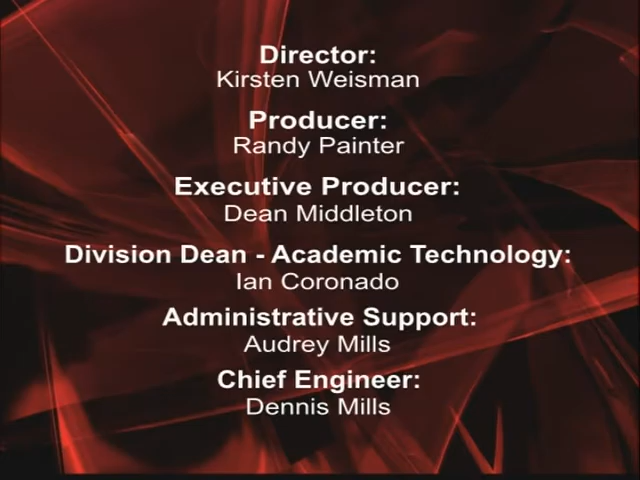 Director:
Kirsten Weisman
Producer:
Randy Painter
Executive Producer:
Dean Middleton
Division Dean - Academic Technology:
Ian Coronado
Administrative Support:
Audrey Mills
Chief Engineer:
Dennis Mills